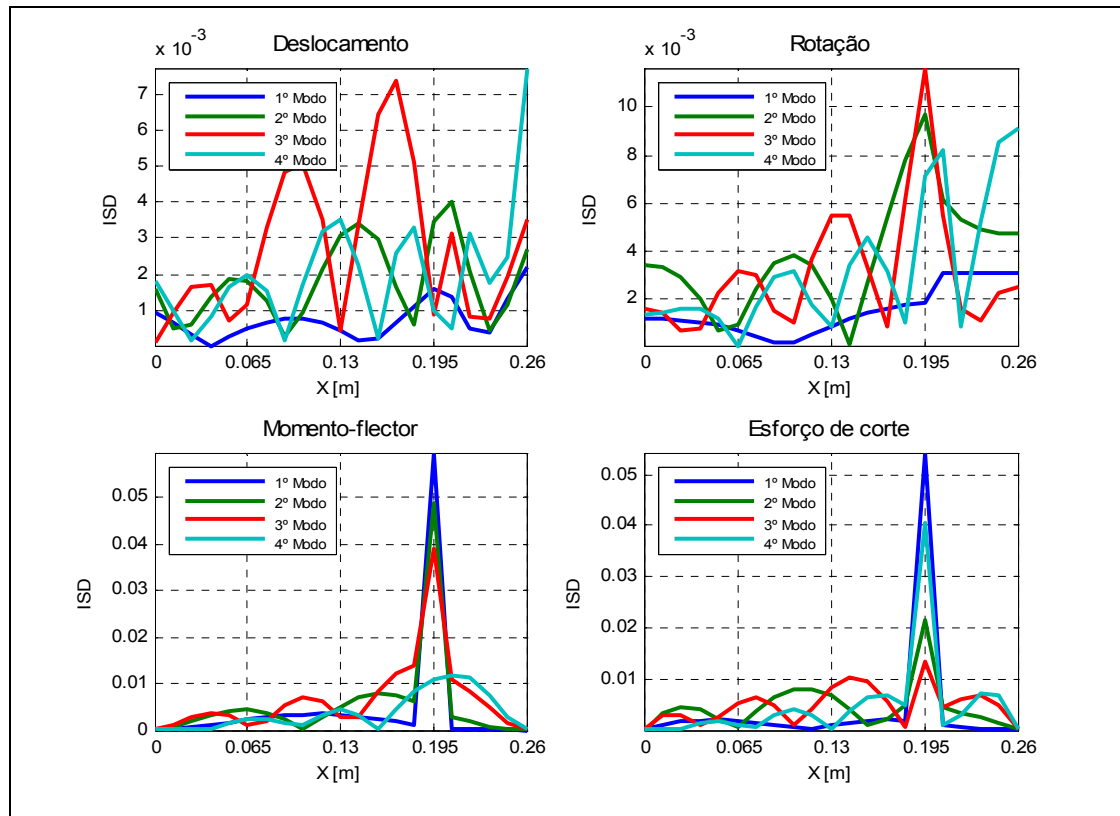 Deslocamento
x 10^-3
7
6
5
4
3
2
1
ISD
0
0.065
0.13
0.195
0.26
X [m]
1º Modo
2º Modo
3º Modo
4º Modo
Rotação
x 10^-3
10
8
6
4
2
ISD
0
0.065
0.13
0.195
0.26
X [m]
1º Modo
2º Modo
3º Modo
4º Modo
Momento-flector
0.05
0.04
0.03
0.02
0.01
0
ISD
0
0.065
0.13
0.195
0.26
X [m]
1º Modo
2º Modo
3º Modo
4º Modo
Esforço de corte
0.05
0.04
0.03
0.02
0.01
0
ISD
0
0.065
0.13
0.195
0.26
X [m]
1º Modo
2º Modo
3º Modo
4º Modo